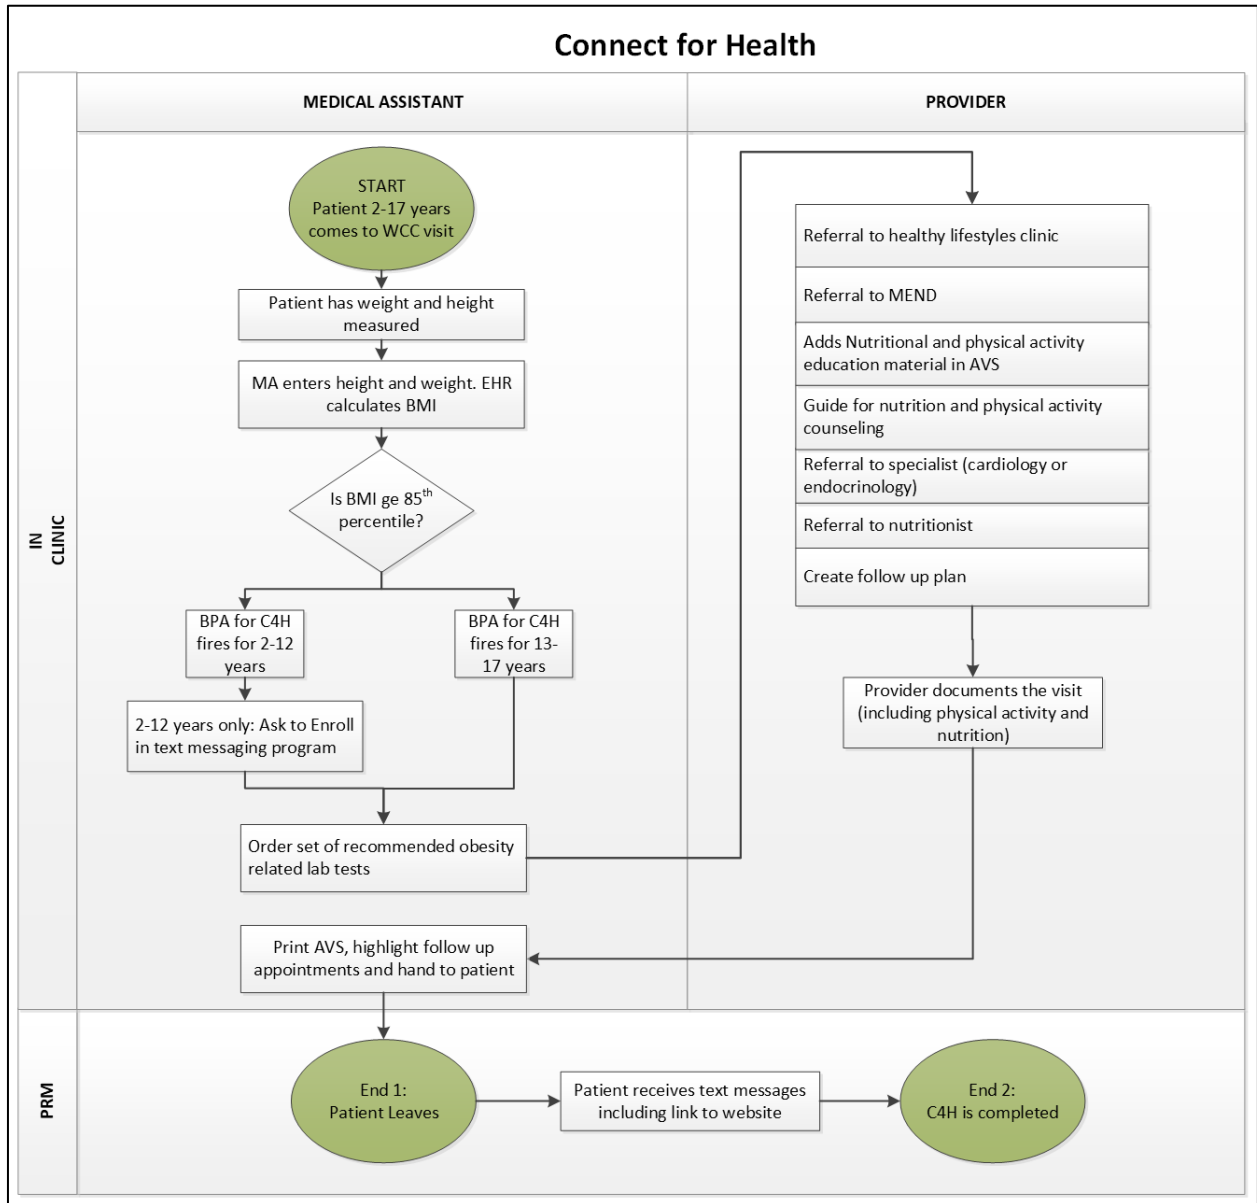 Connect for Health
MEDICAL ASSISTANT
PROVIDER
IN
CLINIC
START
Patient 2-17 years
comes to WCC visit
Patient has weight and height
measured
MA enters height and weight. EHR
calculates BMI
Is BMI ge 85th
percentile?
BPA for C4H
fires for 2-12
years
BPA for C4H
fires for 13-
17 years
2-12 years only: Ask to Enroll
in text messaging program
Order set of recommended obesity
related lab tests
Referral to healthy lifestyles clinic
Referral to MEND
Adds Nutritional and physical activity
education material in AVS
Guide for nutrition and physical activity
counseling
Referral to specialist (cardiology or
endocrinology)
Referral to nutritionist
Create follow up plan
Provider documents the visit
(including physical activity and
nutrition)
Print AVS, highlight follow up
appointments and hand to patient
PRM
End 1:
Patient Leaves
Patient receives text messages
including link to website
End 2:
C4H is completed